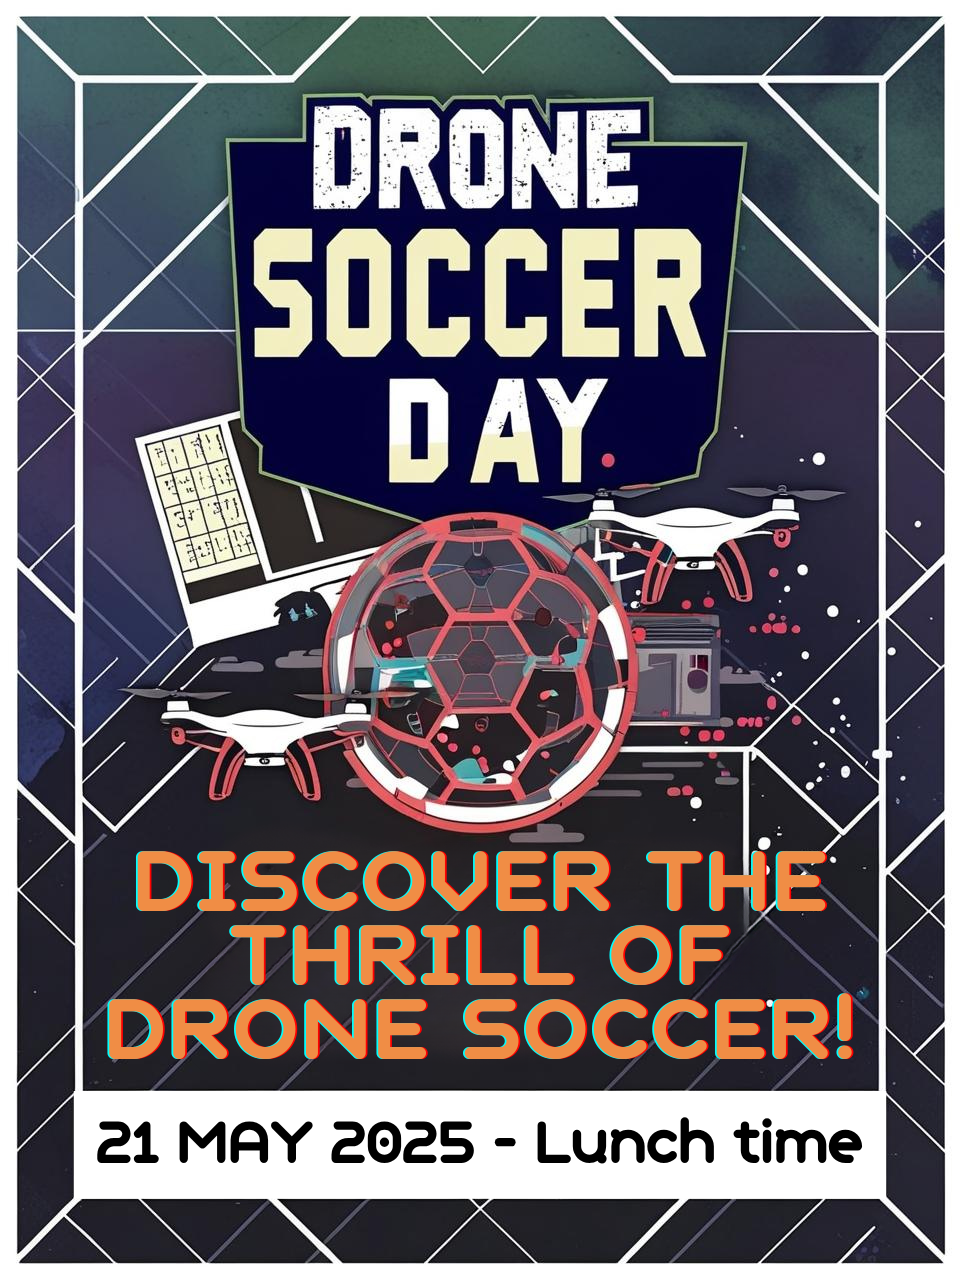 DRONE
SOCCER
DAY
DISCOVER THE
THRILL OF
DRONE SOCCER!
21 MAY 2025 - Lunch time